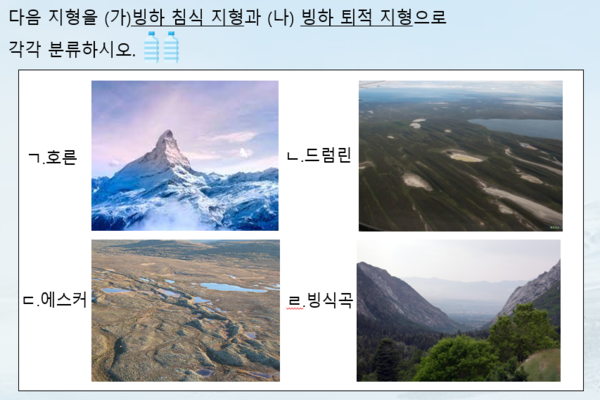 다음 지형을 (가)빙하 침식 지형과 (나) 빙하 퇴적 지형으로
각각 분류하시오.
ㄱ.호른
ㄴ.드럼린
ㄷ.에스커
ㄹ.빙식곡